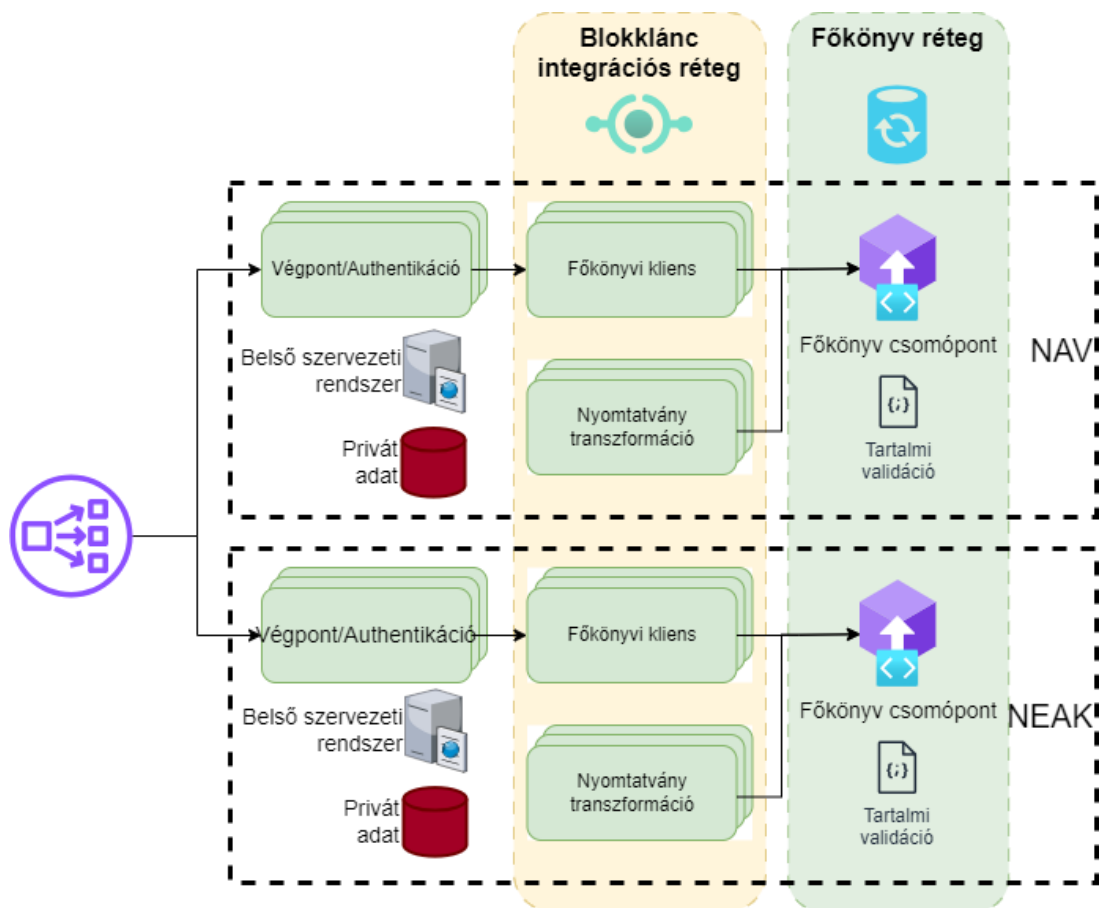 Blokklánc
integrációs réteg
Főkönyv réteg
Végpont/Authentikáció
Főkönyvi kliens
Főkönyv csomópont
NAV
Belső szervezeti
rendszer
Nyomtatvány
transzformáció
Privát
adat
Tartalmi
validáció
Végpont/Authentikáció
Főkönyvi kliens
Főkönyv csomópont
NEAK
Belső szervezeti
rendszer
Nyomtatvány
transzformáció
Privát
adat
Tartalmi
validáció